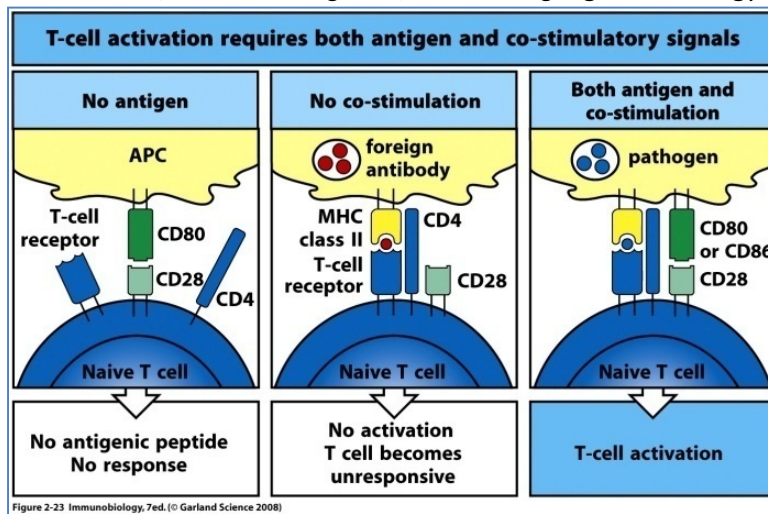 T-cell activation requires both antigen and co-stimulatory signals
No antigen
APC
T-cell
receptor
CD80
CD28
CD4
Naive T cell
No antigenic peptide
No response
No co-stimulation
foreign
antibody
MHC
class II
CD4
T-cell
receptor
CD28
Naive T cell
No activation
T cell becomes
unresponsive
Both antigen and
co-stimulation
pathogen
CD80
or CD86
CD28
Naive T cell
T-cell activation
Figure 2-23 Immunobiology, 7ed. (© Garland Science 2008)